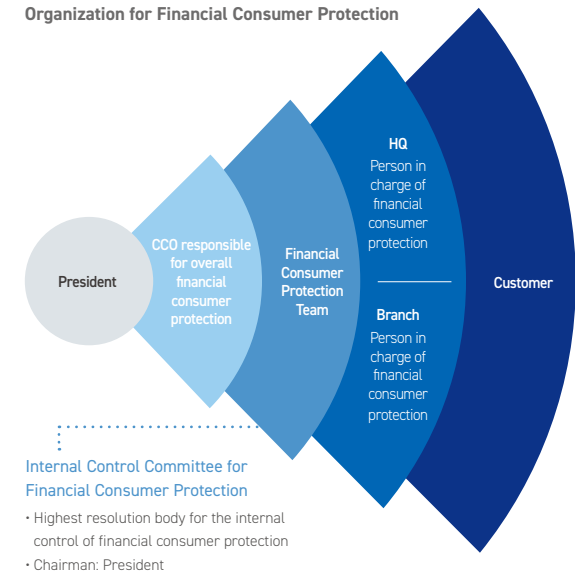 Organization for Financial Consumer Protection
President
CCO responsible
for overall
financial
consumer
protection
Financial
Consumer
Protection
Team
HQ
Person in
charge of
financial
consumer
protection
Branch
Person in
charge of
financial
consumer
protection
Customer
Internal Control Committee for
Financial Consumer Protection
• Highest resolution body for the internal
control of financial consumer protection
• Chairman: President